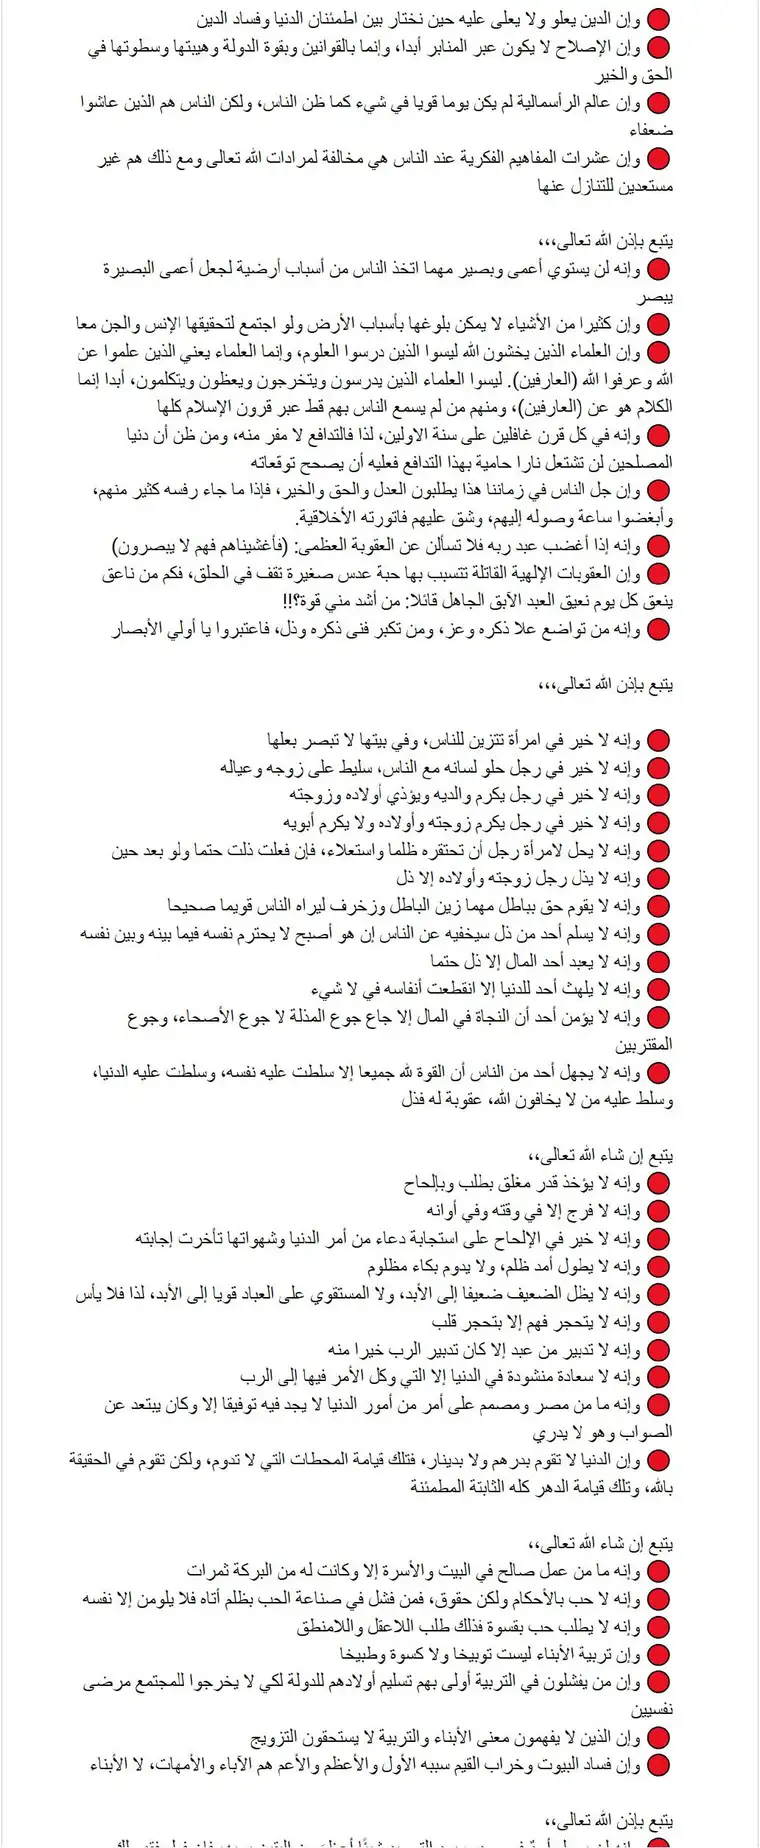 🔴 وإن الدين يعلو ولا يعلى عليه حين نختار بين اطمئنان الدنيا وفساد الدين
🔴 وإن الإصلاح لا يكون عبر المنابر أبدا، وإنما بالقوانين وبقوة الدولة وهيبتها وسطوتها في
الحق والخير
🔴 وإن عالم الرأسمالية لم يكن يوما قويا في شيء كما ظن الناس، ولكن الناس هم الذين عاشوا
ضعفاء
🔴 وإن عشرات المفاهيم الفكرية عند الناس هي مخالفة لمرادات الله تعالى ومع ذلك هم غير
مستعدين للتنازل عنها
يتبع بإذن الله تعالى،،،
🔴 وإنه لن يستوي أعمى وبصير مهما اتخذ الناس من أسباب أرضية لجعل أعمى البصيرة
يبصر
🔴 وإن كثيرا من الأشياء لا يمكن بلوغها بأسباب الأرض ولو اجتمع لتحقيقها الإنس والجن معا
🔴 وإن العلماء الذين يخشون الله ليسوا الذين درسوا العلوم، وإنما العلماء يعني الذين علموا عن
الله وعرفوا الله (العارفين). ليسوا العلماء الذين يدرسون ويتخرجون ويعظون ويتكلمون، أبدا إنما
الكلام هو عن (العارفين)، ومنهم من لم يسمع الناس بهم قط عبر قرون الإسلام كلها
🔴 وإنه في كل قرن غافلين على سنة الاولين، لذا فالتدافع لا مفر منه، ومن ظن أن دنيا
المصلحين لن تشتعل نارا حامية بهذا التدافع فعليه أن يصحح توقعاته
🔴 وإن جل الناس في زماننا هذا يطلبون العدل والحق والخير، فإذا ما جاء رفسه كثير منهم،
وأبغضوا ساعة وصوله إليهم، وشق عليهم فاتورته الأخلاقية.
🔴 وإنه إذا أغضب عبد ربه فلا تسألن عن العقوبة العظمى: (فأغشيناهم فهم لا يبصرون)
🔴 وإن العقوبات الإلهية القاتلة تتسبب بها حبة عدس صغيرة تقف في الحلق، فكم من ناعق
ينعق كل يوم نعيق العبد الآبق الجاهل قائلا: من أشد مني قوة؟!!
🔴 وإنه من تواضع علا ذكره وعز، ومن تكبر فنى ذكره وذل، فاعتبروا يا أولي الأبصار
يتبع بإذن الله تعالى،،،
🔴 وإنه لا خير في امرأة تتزين للناس، وفي بيتها لا تبصر بعلها
🔴 وإنه لا خير في رجل حلو لسانه مع الناس، سليط على زوجه وعياله
🔴 وإنه لا خير في رجل يكرم والديه ويؤذي أولاده وزوجته
🔴 وإنه لا خير في رجل يكرم زوجته وأولاده ولا يكرم أبويه
🔴 وإنه لا يحل لامرأة رجل أن تحتقره ظلما واستعلاء، فإن فعلت ذلت حتما ولو بعد حين
🔴 وإنه لا يذل رجل زوجته وأولاده إلا ذل
🔴 وإنه لا يقوم حق بباطل مهما زين الباطل وزخرف ليراه الناس قويما صحيحا
🔴 وإنه لا يسلم أحد من ذل سيخفيه عن الناس إن هو أصبح لا يحترم نفسه فيما بينه وبين نفسه
🔴 وإنه لا يعبد أحد المال إلا ذل حتما
🔴 وإنه لا يلهث أحد للدنيا إلا انقطعت أنفاسه في لا شيء
🔴 وإنه لا يؤمن أحد أن النجاة في المال إلا جاع جوع المذلة لا جوع الأصحاء، وجوع
المقتربين
🔴 وإنه لا يجهل أحد من الناس أن القوة لله جميعا إلا سلطت عليه نفسه، وسلطت عليه الدنيا،
وسلط عليه من لا يخافون الله، عقوبة له فذل
يتبع إن شاء الله تعالى،،
🔴 وإنه لا يؤخذ قدر مغلق بطلب وبإلحاح
🔴 وإنه لا فرج إلا في وقته وفي أوانه
🔴 وإنه لا خير في الإلحاح على استجابة دعاء من أمر الدنيا وشهواتها تأخرت إجابته
🔴 وإنه لا يطول أمد ظلم، ولا يدوم بكاء مظلوم
🔴 وإنه لا يظل الضعيف ضعيفا إلى الأبد، ولا المستقوي على العباد قويا إلى الأبد، لذا فلا يأس
🔴 وإنه لا يتحجر فهم إلا بتحجر قلب
🔴 وإنه لا تدبير من عبد إلا كان تدبير الرب خيرا منه
🔴 وإنه لا سعادة منشودة في الدنيا إلا التي وكل الأمر فيها إلى الرب
🔴 وإنه ما من مصر ومصمم على أمر من أمور الدنيا لا يجد فيه توفيقا إلا وكان يبتعد عن
الصواب وهو لا يدري
🔴 وإن الدنيا لا تقوم بدرهم ولا بدينار، فتلك قيامة المحطات التي لا تدوم، ولكن تقوم في الحقيقة
بالله، وتلك قيامة الدهر كله الثابتة المطمئنة
يتبع إن شاء الله تعالى،،
🔴 وإنه ما من عمل صالح في البيت والأسرة إلا وكانت له من البركة ثمرات
🔴 وإنه لا حب بالأحكام ولكن حقوق، فمن فشل في صناعة الحب بظلم أتاه فلا يلومن إلا نفسه
🔴 وإنه لا يطلب حب بقسوة فذلك طلب اللاعقل واللامنطق
🔴 وإن تربية الأبناء ليست توبيخا ولا كسوة وطبيخا
🔴 وإن من يفشلون في التربية أولى بهم تسليم أولادهم للدولة لكي لا يخرجوا للمجتمع مرضى
نفسيين
🔴 وإن الذين لا يفهمون معنى الأبناء والتربية لا يستحقون التزويج
🔴 وإن فساد البيوت وخراب القيم سببه الأول والأعظم والأعم هم الآباء والأمهات، لا الأبناء
يتبع بإذن الله تعالى،،